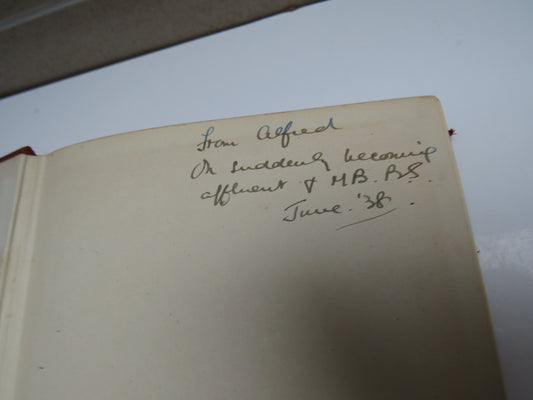 From Alfred
On suddenly becoming
affluent & M.B. B.S.
June '38.